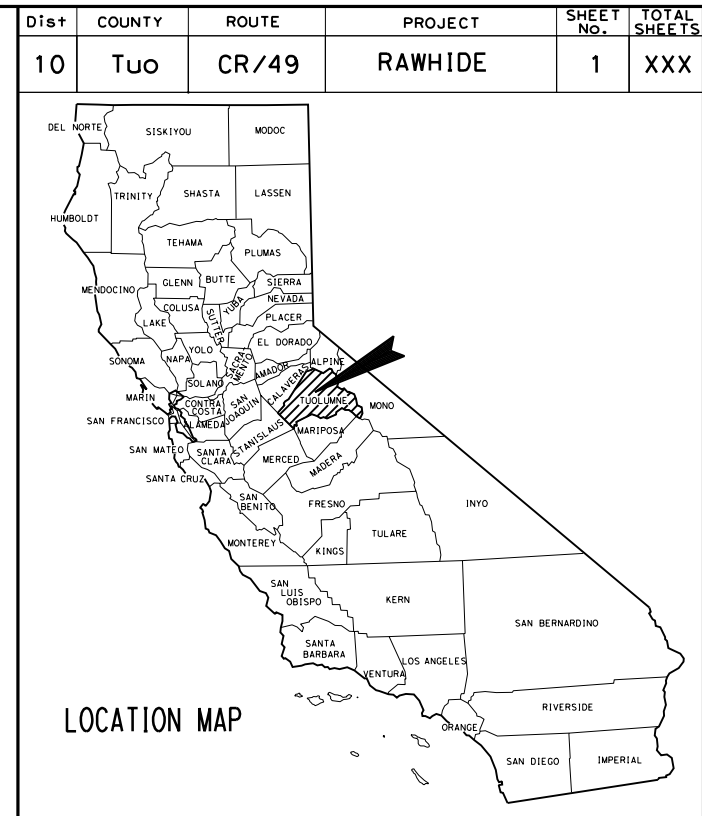 Dist COUNTY ROUTE PROJECT SHEET No. TOTAL SHEETS
10 Tuo CR/49 RAWHIDE 1 XXX
DEL NORTE
SISKIYOU
MODOC
TRINITY
SHASTA
LASSEN
HUMBOLDT
TEHAMA
PLUMAS
MENDOCINO
GLENN
BUTTE
SIERRA
NEVADA
YUBA
COLUSA
SUTTER
PLACER
LAKE
YOLO
EL DORADO
SONOMA
NAPA
SACRA
MENTO
AMADOR
ALPINE
SOLANO
CALAVERAS
MARIN
CONTRA
COSTA
SAN
JOAQUIN
TUOLUMNE
MONO
SAN FRANCISCO
ALAMEDA
STANISLAUS
MARIPOSA
SAN MATEO
SANTA
CLARA
MERCED
MADERA
SANTA CRUZ
SAN
BENITO
FRESNO
INYO
MONTEREY
KINGS
TULARE
SAN
LUIS
OBISPO
KERN
SAN BERNARDINO
SANTA
BARBARA
VENTURA
LOS ANGELES
RIVERSIDE
ORANGE
SAN DIEGO
IMPERIAL
LOCATION MAP